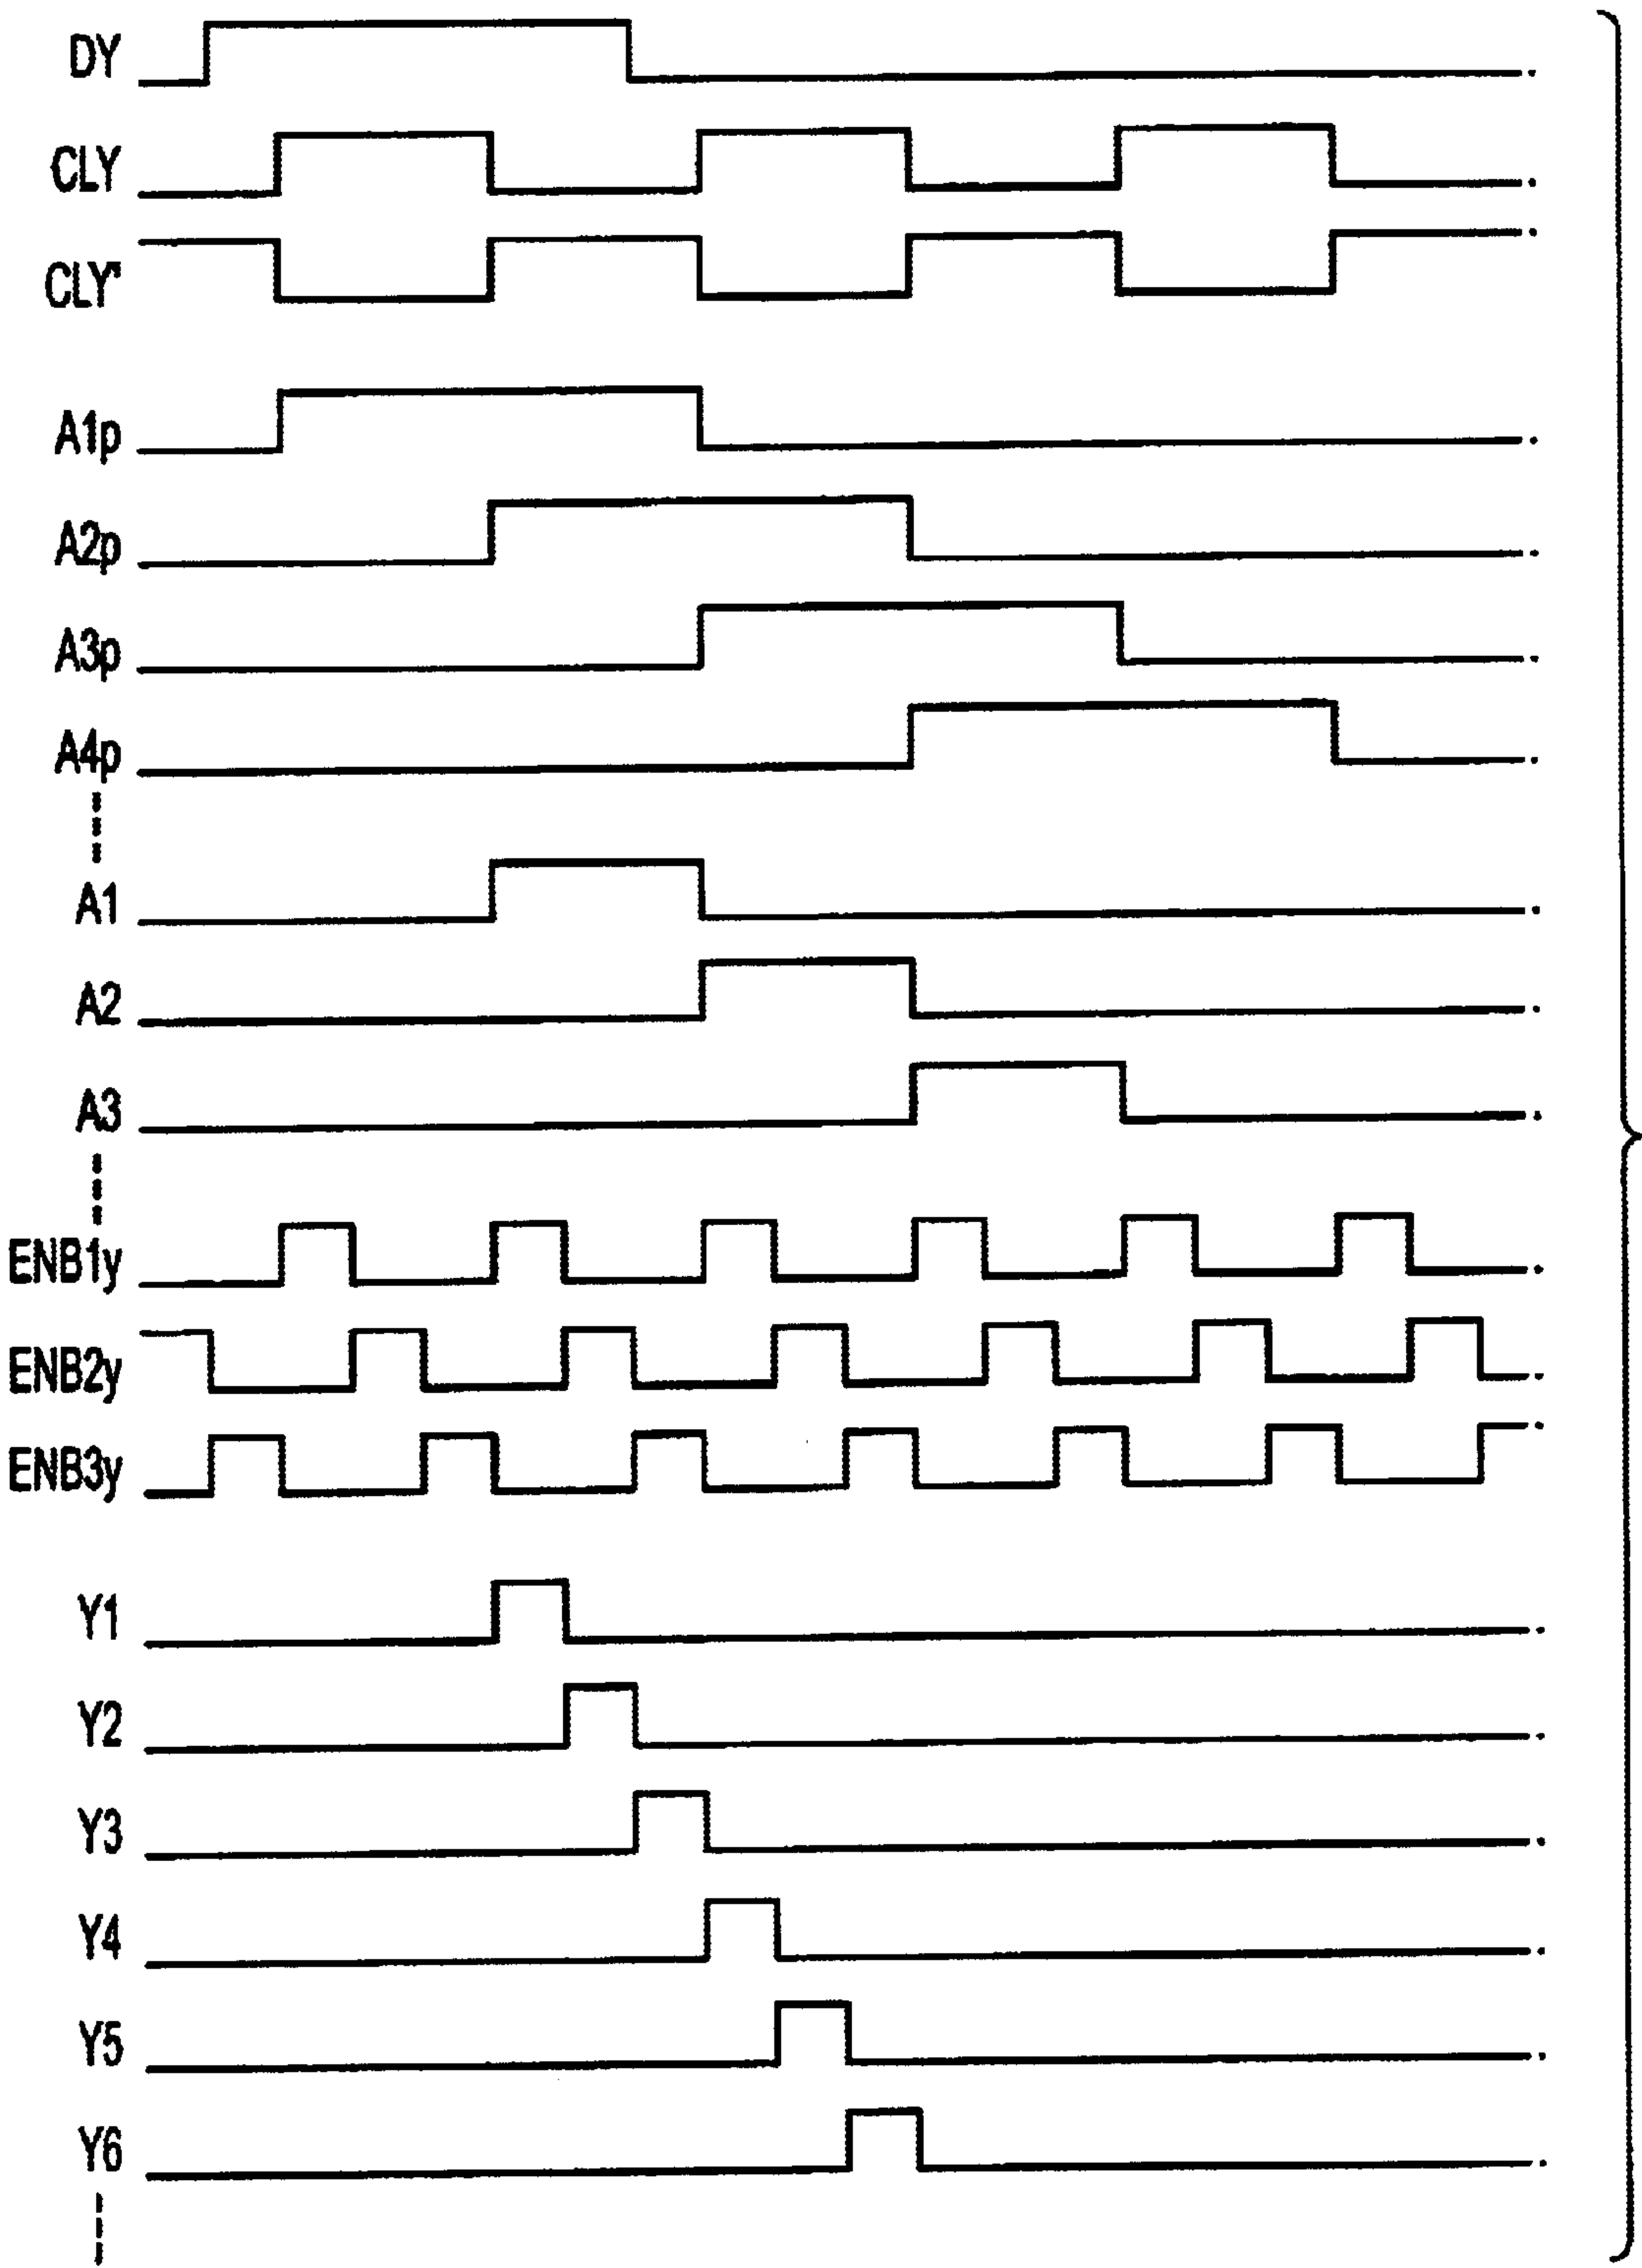 DY
CLY
CLY'
A1p
A2p
A3p
A4p
A1
A2
A3
ENB1y
ENB2y
ENB3y
Y1
Y2
Y3
Y4
Y5
Y6